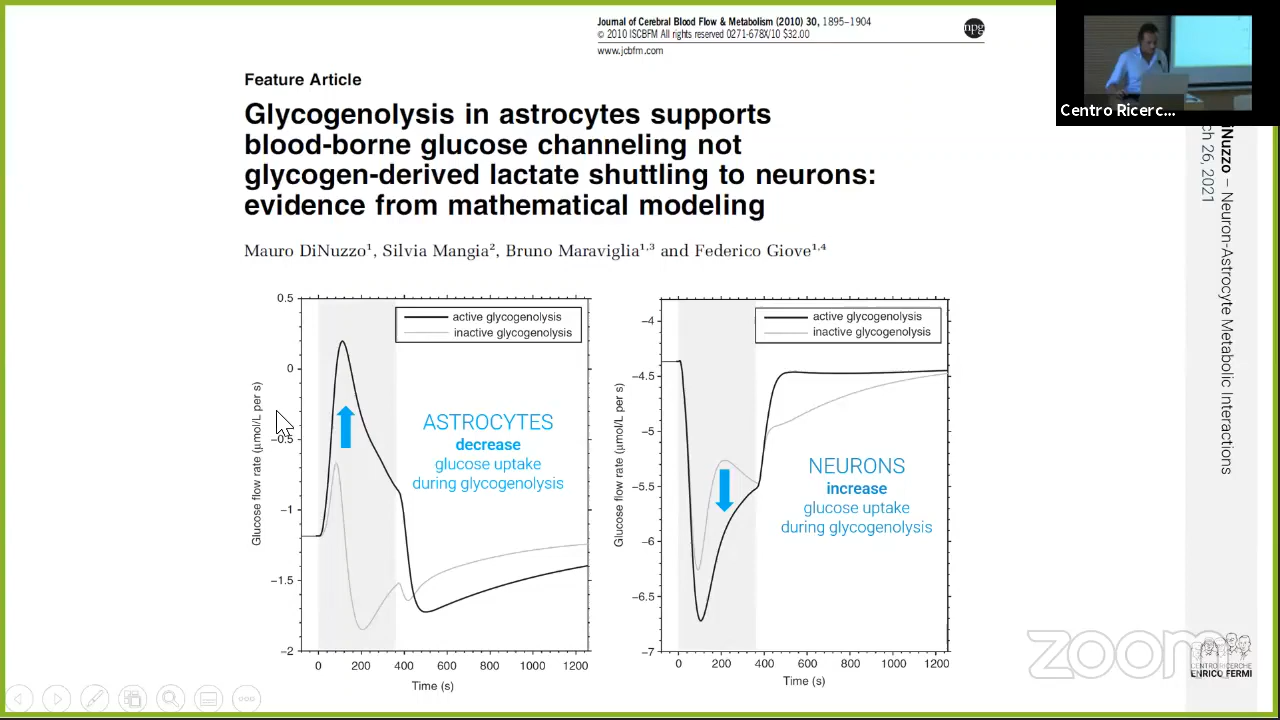 Journal of Cerebral Blood Flow & Metabolism (2010) 30, 1895–1904
© 2010 ISCBFM All rights reserved 0271-678X/10 $32.00
npg
www.jcbfm.com
Feature Article
Glycogenolysis in astrocytes supports
blood-borne glucose channeling not
glycogen-derived lactate shuttling to neurons:
evidence from mathematical modeling
Mauro DiNuzzo¹, Silvia Mangia², Bruno Maraviglia¹,³ and Federico Giove¹,⁴
0.5
0
−0.5
−1
−1.5
−2
Glucose flow rate (μmol/L per s)
active glycogenolysis
inactive glycogenolysis
ASTROCYTES
decrease
glucose uptake
during glycogenolysis
0 200 400 600 800 1000 1200
Time (s)
−4
−4.5
−5
−5.5
−6
−6.5
−7
Glucose flow rate (μmol/L per s)
active glycogenolysis
inactive glycogenolysis
NEURONS
increase
glucose uptake
during glycogenolysis
0 200 400 600 800 1000 1200
Time (s)
Centro Ricerc...
iNuzzo – Neuron-Astrocyte Metabolic Interactions
ch 26, 2021
zoom
CENTRO RICERCHE
ENRICO FERMI